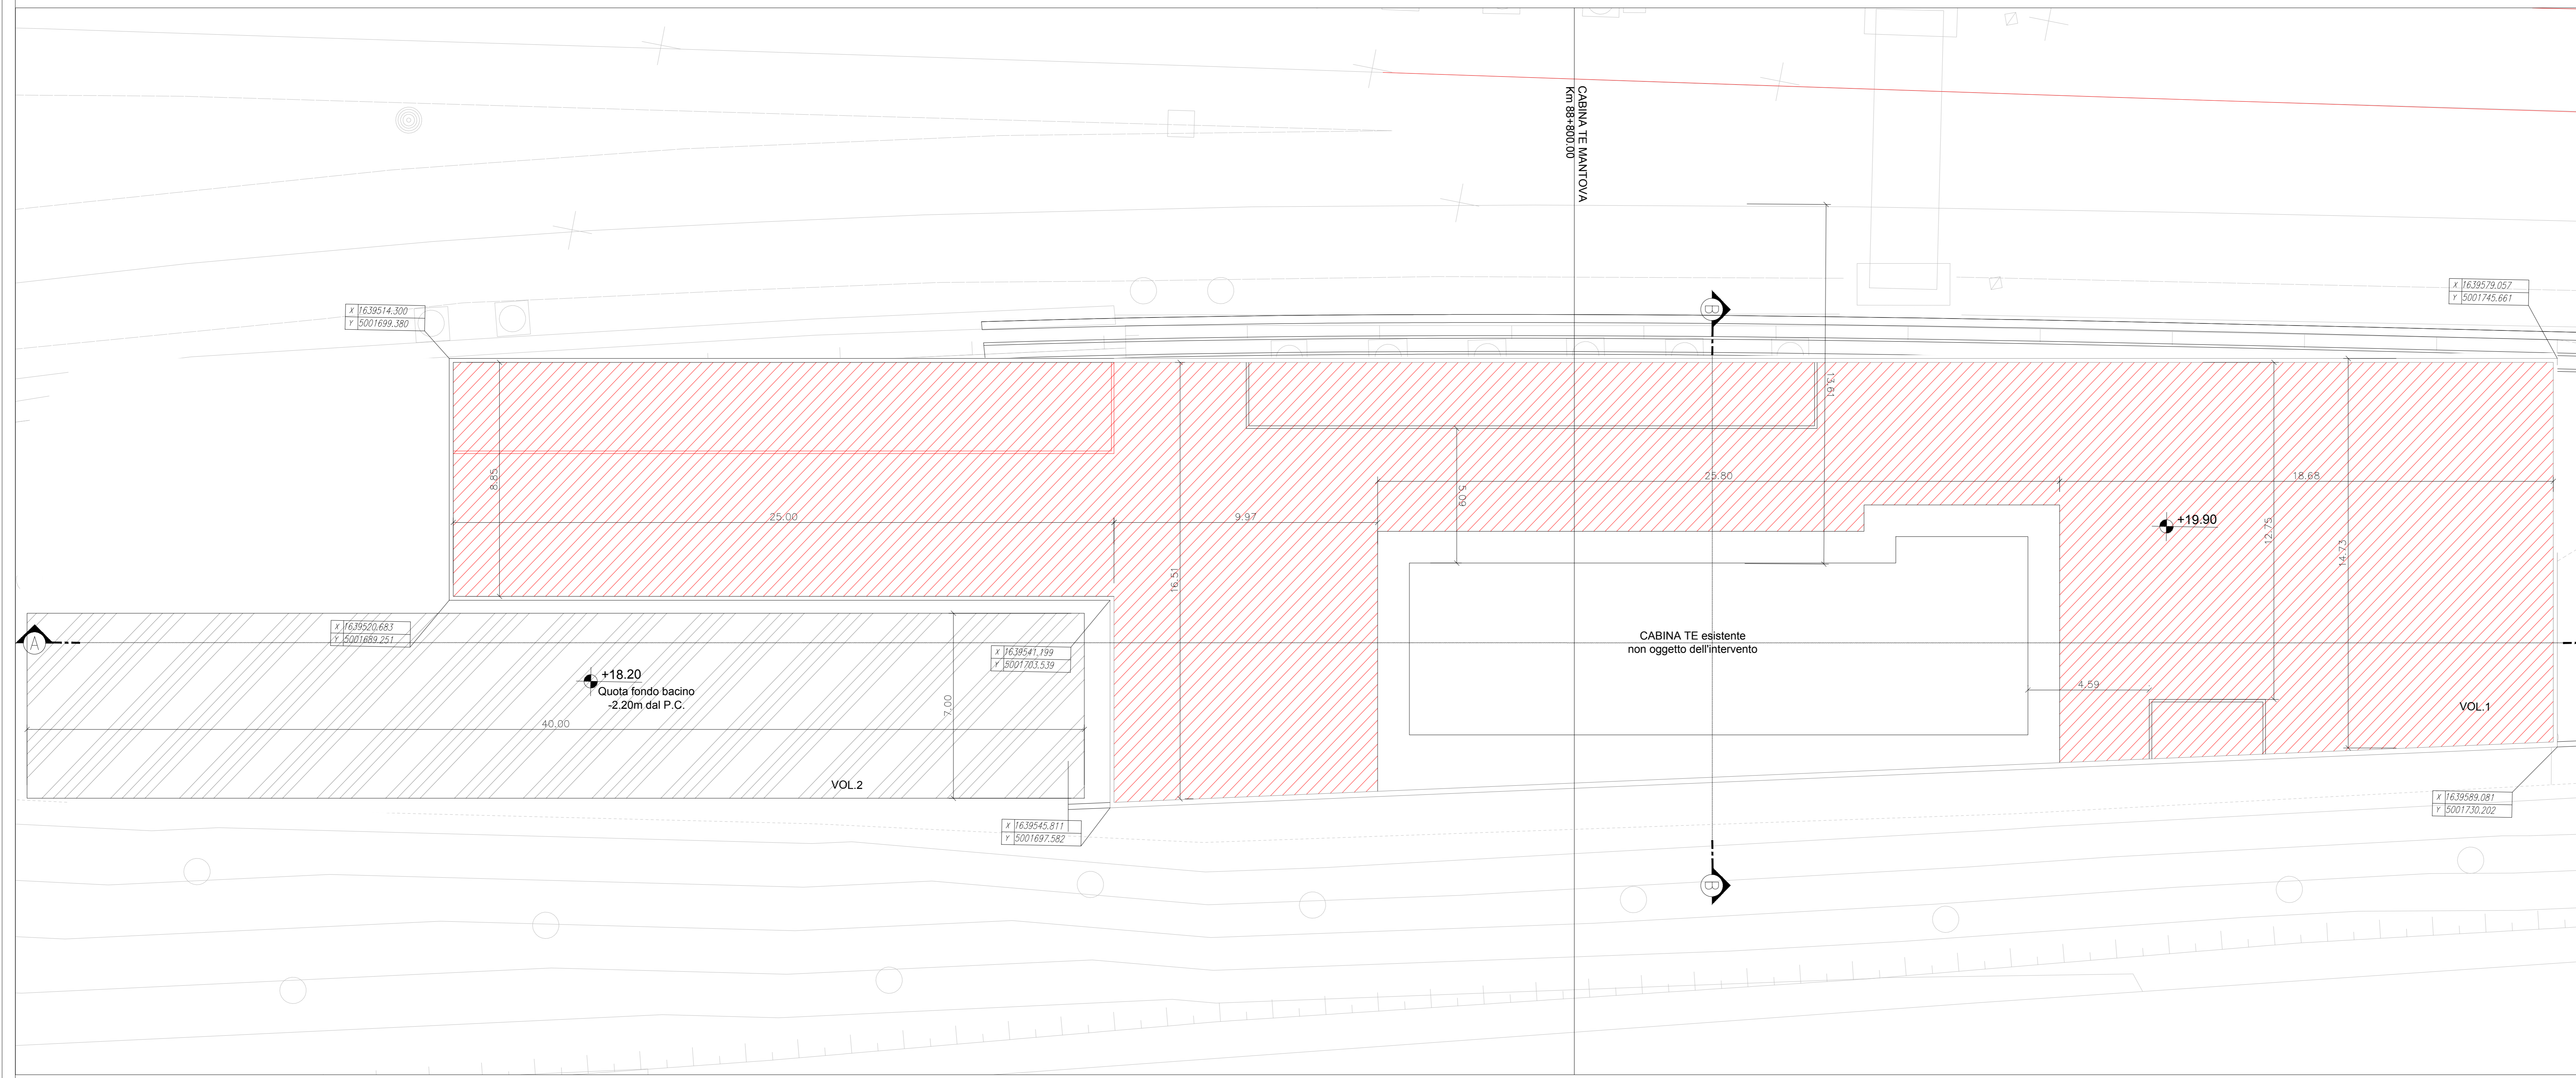 CABINA TE MANTOVA
Km 88+800.00
X 1639514.300
Y 5001699.380
B
X 1639579.057
Y 5001745.661
13.61
8.85
25.00
9.97
16.51
5.09
25.80
18.68
+19.90
12.75
14.73
A
X 1639520.683
Y 5001689.251
X 1639541.199
Y 5001703.539
CABINA TE esistente
non oggetto dell'intervento
+18.20
Quota fondo bacino
-2.20m dal P.C.
40.00
7.00
4.59
VOL.1
VOL.2
X 1639545.811
Y 5001697.582
X 1639589.081
Y 5001730.202
B